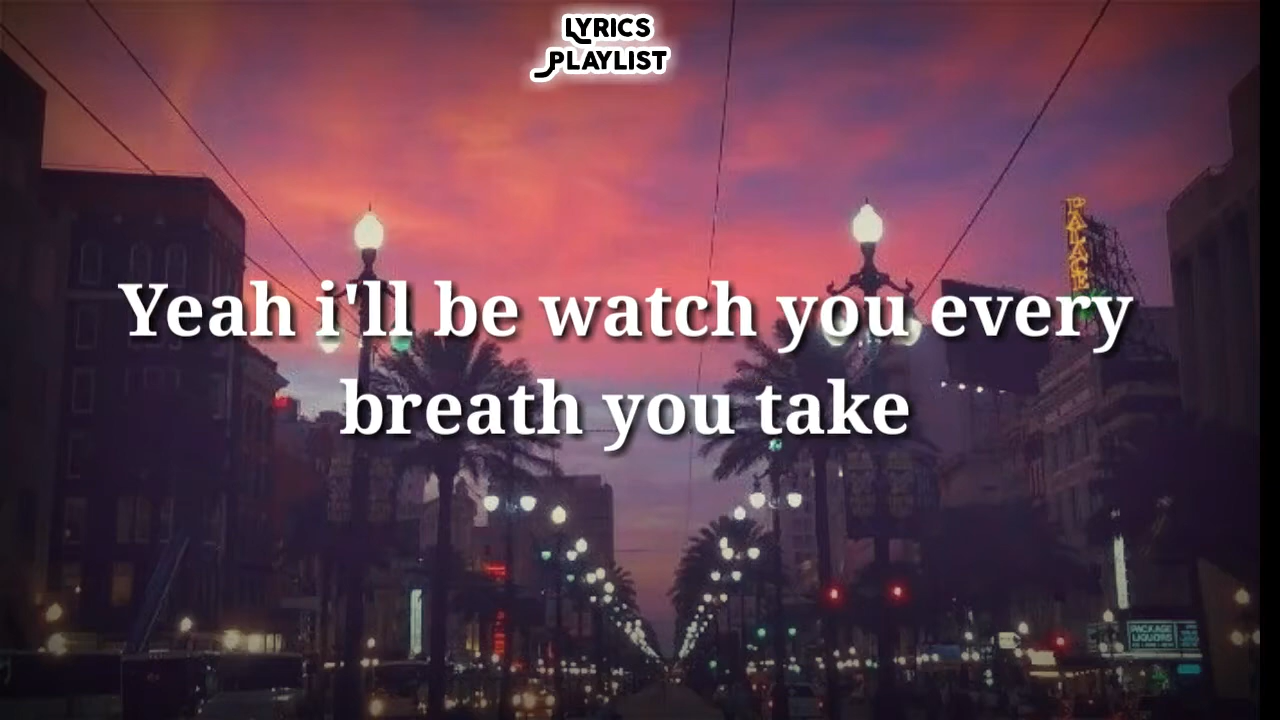 LYRICS
PLAYLIST
PALACE
Yeah i'll be watch you every
breath you take
PACKAGE
LIQUORS